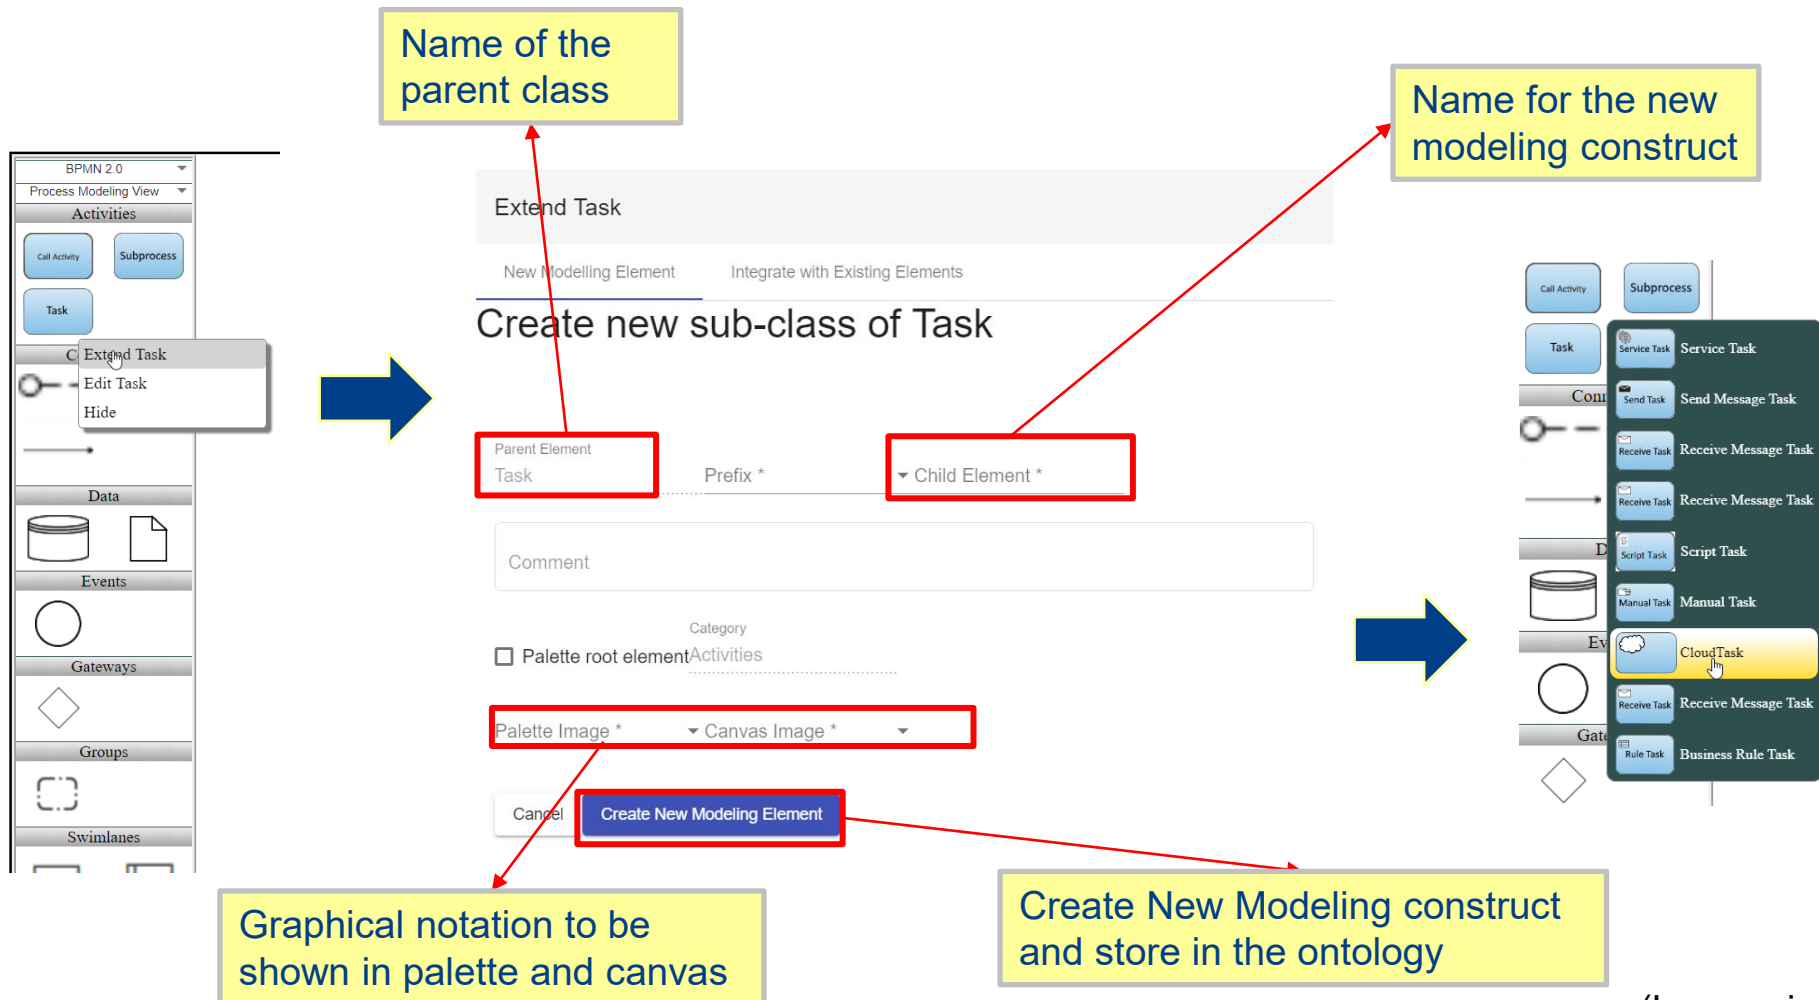 Name of the
parent class
Name for the new
modeling construct
BPMN 2.0
Process Modeling View
Activities
Call Activity
Subprocess
Task
Extend Task
Edit Task
Hide
Data
Events
Gateways
Groups
Swimlanes
Extend Task
New Modelling Element
Integrate with Existing Elements
Create new sub-class of Task
Parent Element
Task
Prefix *
Child Element *
Comment
Category
Palette root element
Activities
Palette Image *
Canvas Image *
Cancel
Create New Modeling Element
Graphical notation to be
shown in palette and canvas
Create New Modeling construct
and store in the ontology
Call Activity
Subprocess
Task
Service Task
Service Task
Send Task
Send Message Task
Receive Task
Receive Message Task
Receive Task
Receive Message Task
Script Task
Script Task
Manual Task
Manual Task
CloudTask
Receive Task
Receive Message Task
Rule Task
Business Rule Task